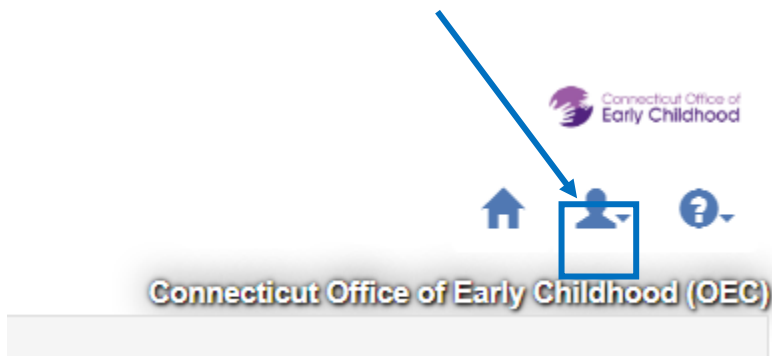 Connecticut Office of
Early Childhood
Connecticut Office of Early Childhood (OEC)